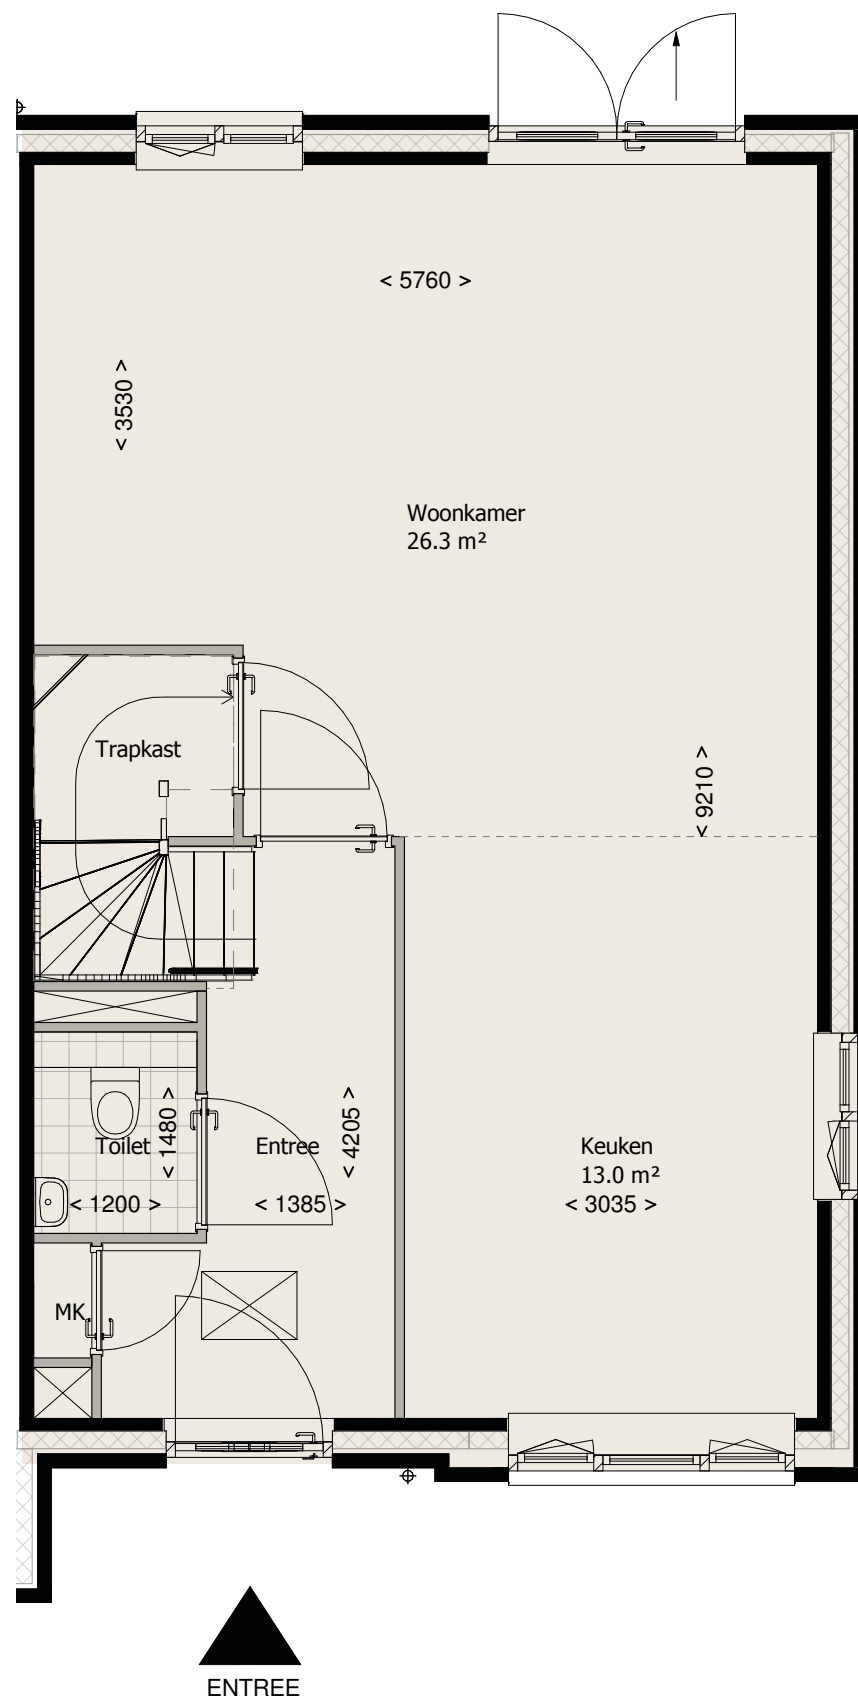 < 5760 >
< 3530 >
Woonkamer
26.3 m²
Trapkast
< 9210 >
Toilet
< 1480 >
< 1200 >
Entree
< 4205 >
< 1385 >
Keuken
13.0 m²
< 3035 >
MK
ENTREE